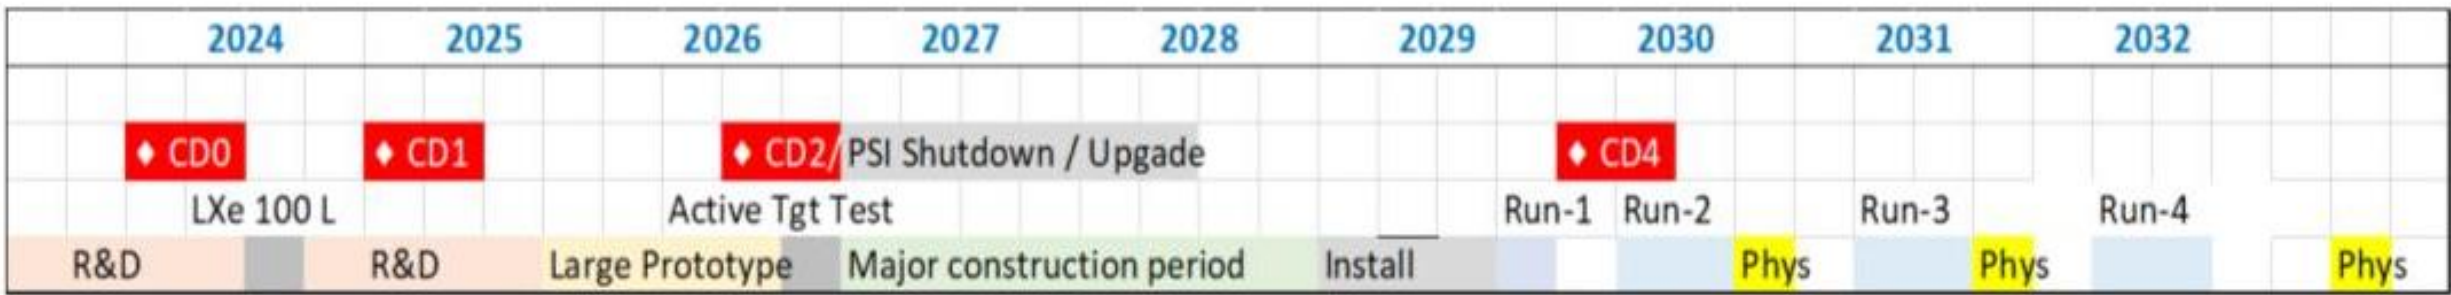 2024 2025 2026 2027 2028 2029 2030 2031 2032
♦ CD0 ♦ CD1 ♦ CD2/ PSI Shutdown / Upgade ♦ CD4
LXe 100 L Active Tgt Test Run-1 Run-2 Run-3 Run-4
R&D R&D Large Prototype Major construction period Install Phys Phys Phys